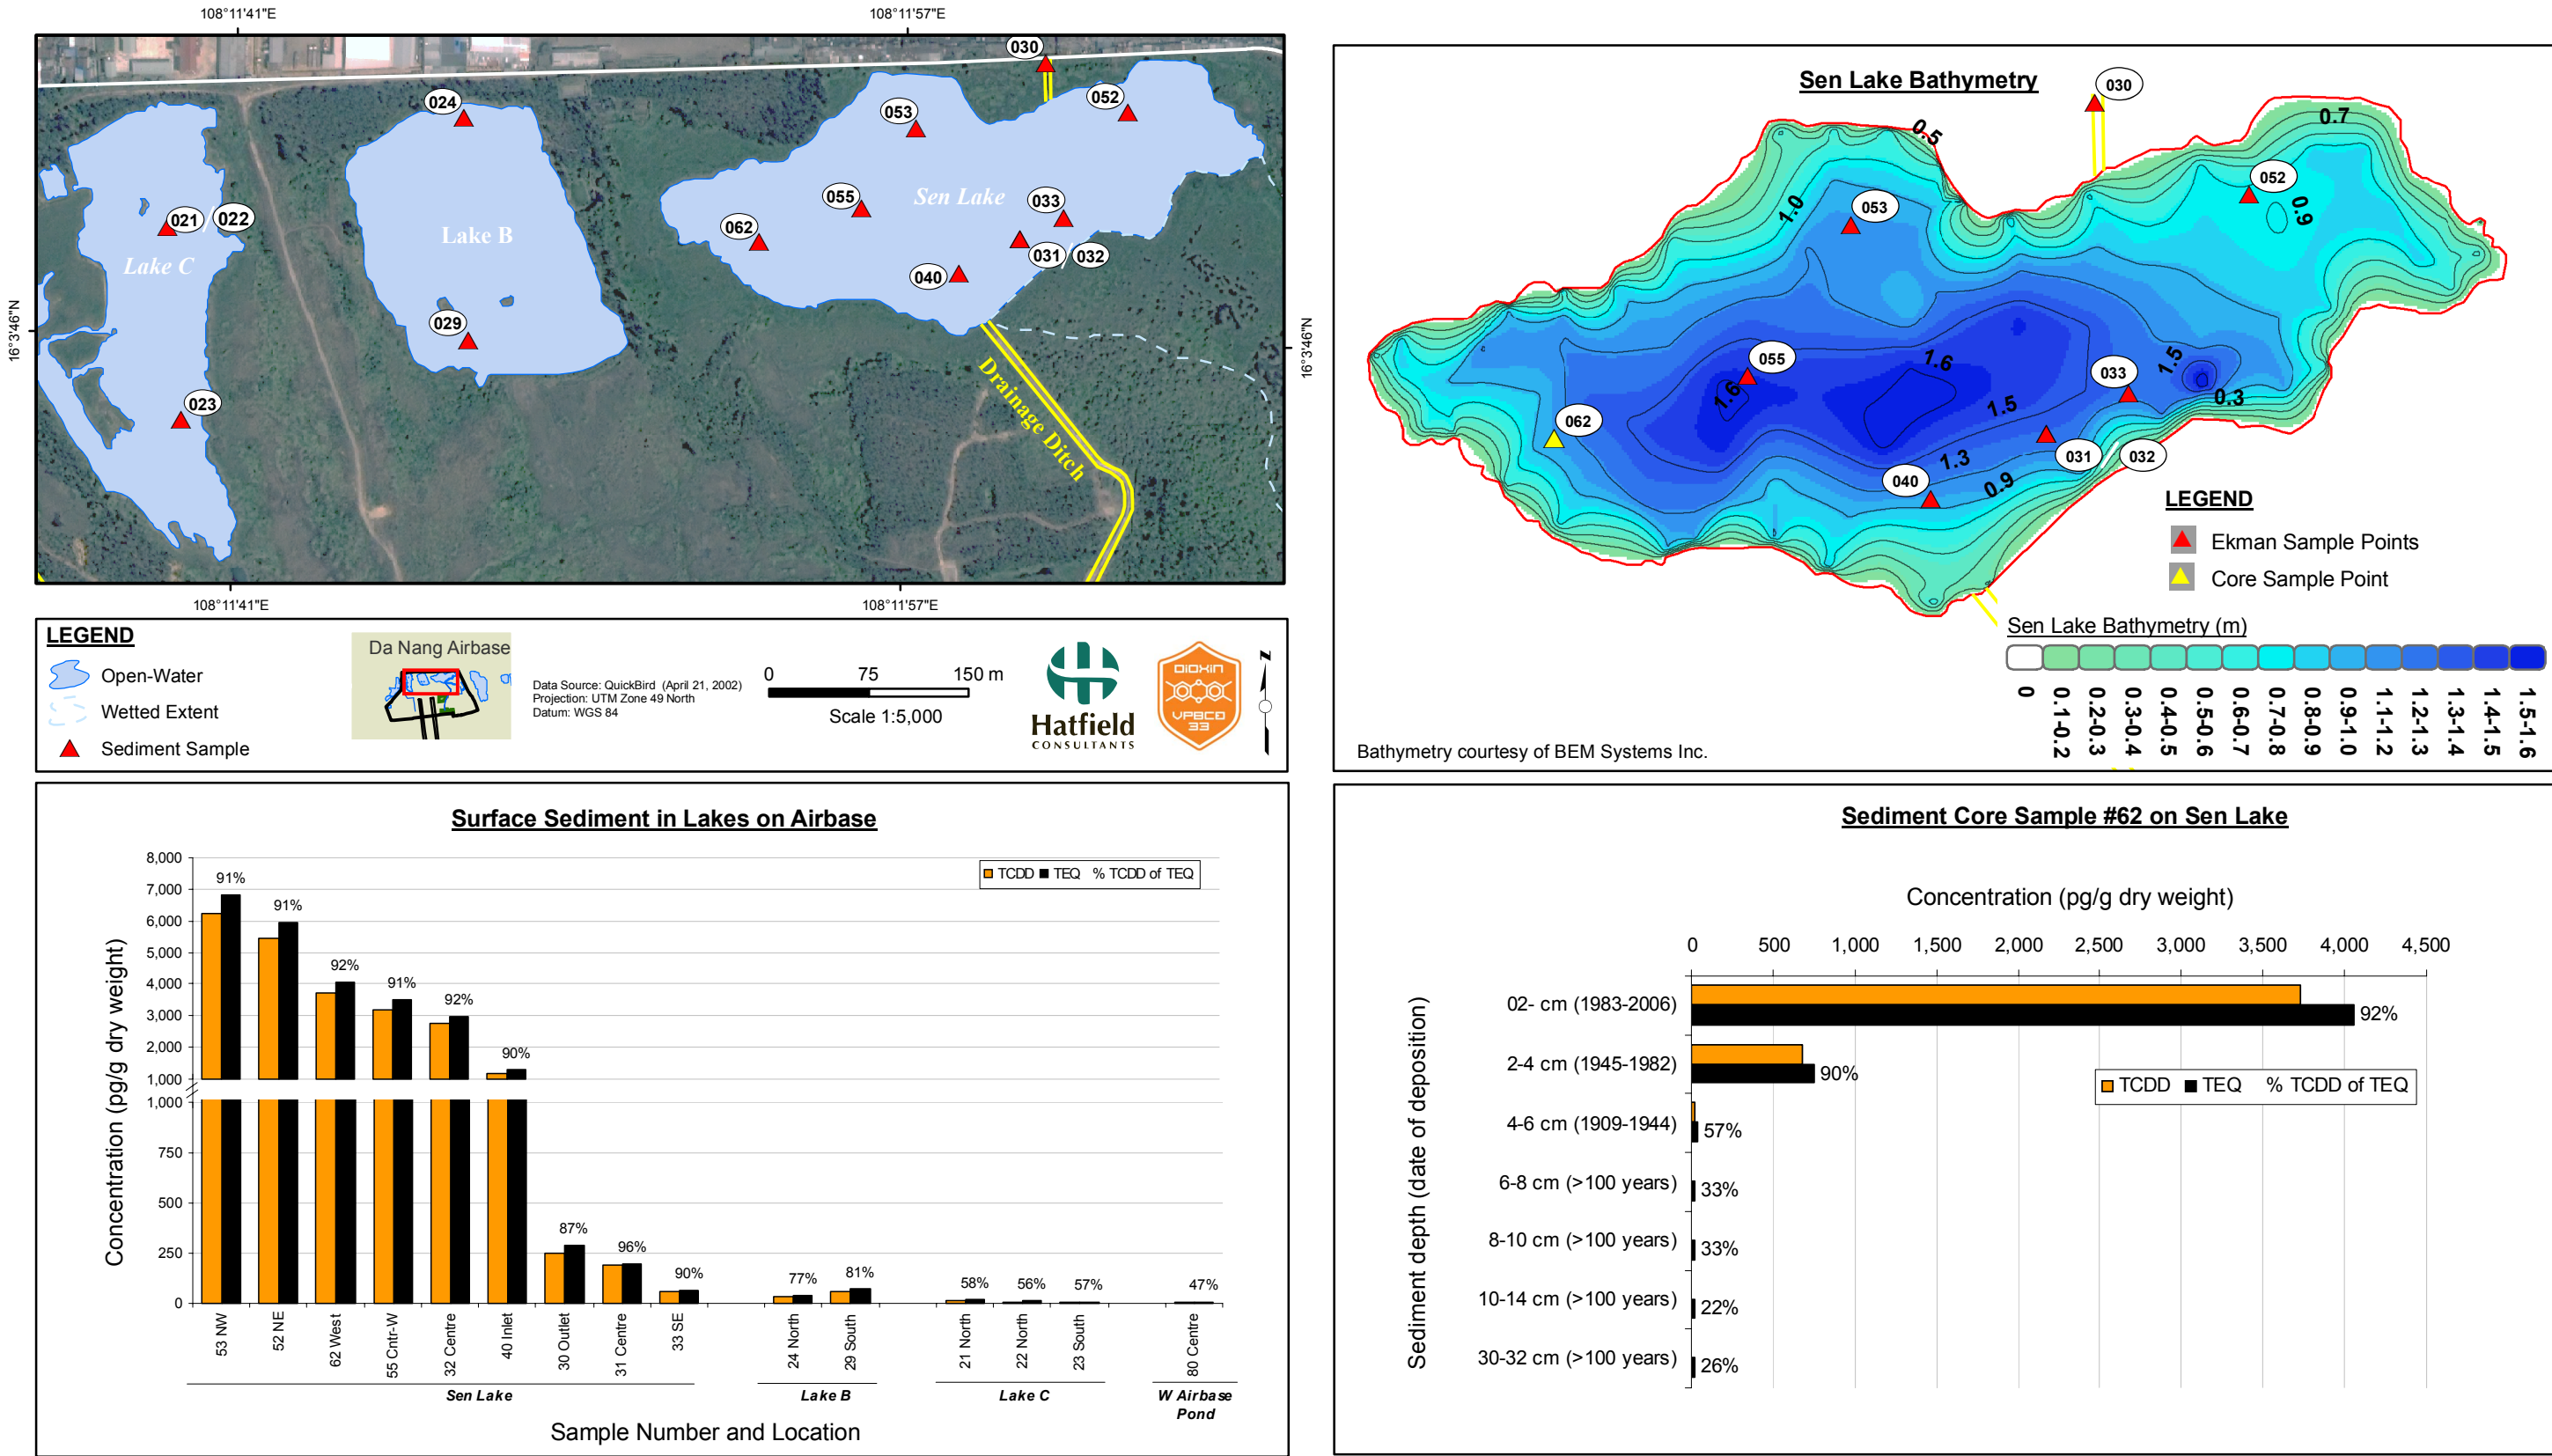 108°11'41"E
108°11'57"E
030
024
053
052
021 / 022
055
Sen Lake
033
062
031 / 032
Lake B
Lake C
040
029
023
16°3'46"N
16°3'46"N
Drainage Ditch
108°11'41"E
108°11'57"E
LEGEND
Open-Water
Wetted Extent
Sediment Sample
Da Nang Airbase
Data Source: QuickBird (April 21, 2002)
Projection: UTM Zone 49 North
Datum: WGS 84
0 75 150 m
Scale 1:5,000
Hatfield
CONSULTANTS
DIOXIN
VPBCD
33
N
Sen Lake Bathymetry
030
0.5
0.7
052
0.9
1.0
053
055
1.6
1.6
1.5
033
1.5
0.3
062
031
032
1.3
040
0.9
LEGEND
Ekman Sample Points
Core Sample Point
Sen Lake Bathymetry (m)
0
0.1-0.2
0.2-0.3
0.3-0.4
0.4-0.5
0.5-0.6
0.6-0.7
0.7-0.8
0.8-0.9
0.9-1.0
1.1-1.2
1.2-1.3
1.3-1.4
1.4-1.5
1.5-1.6
Bathymetry courtesy of BEM Systems Inc.
Surface Sediment in Lakes on Airbase
TCDD TEQ % TCDD of TEQ
Concentration (pg/g dry weight)
8,000
7,000
6,000
5,000
4,000
3,000
2,000
1,000
1,000
750
500
250
0
91%
91%
92%
91%
92%
90%
87%
96%
90%
77%
81%
58%
56%
57%
47%
53 NW
52 NE
62 West
55 Cntr-W
32 Centre
40 Inlet
30 Outlet
31 Centre
33 SE
24 North
29 South
21 North
22 North
23 South
80 Centre
Sen Lake
Lake B
Lake C
W Airbase
Pond
Sample Number and Location
Sediment Core Sample #62 on Sen Lake
Concentration (pg/g dry weight)
0 500 1,000 1,500 2,000 2,500 3,000 3,500 4,000 4,500
Sediment depth (date of deposition)
02- cm (1983-2006) 92%
2-4 cm (1945-1982) 90%
TCDD TEQ % TCDD of TEQ
4-6 cm (1909-1944) 57%
6-8 cm (>100 years) 33%
8-10 cm (>100 years) 33%
10-14 cm (>100 years) 22%
30-32 cm (>100 years) 26%